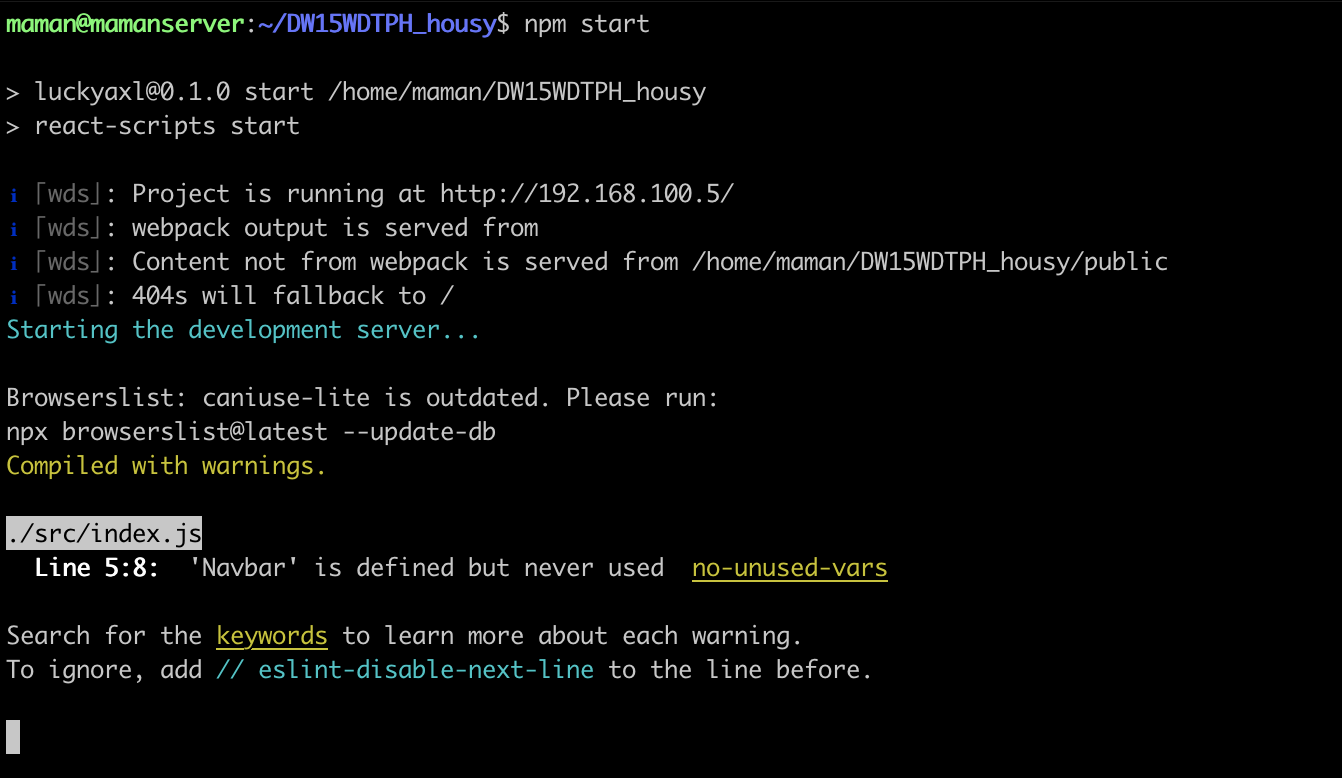 maman@mamanserver:~/DW15WDTPH_housy$ npm start
> luckyaxl@0.1.0 start /home/maman/DW15WDTPH_housy
> react-scripts start
ℹ ｢wds｣: Project is running at http://192.168.100.5/
ℹ ｢wds｣: webpack output is served from
ℹ ｢wds｣: Content not from webpack is served from /home/maman/DW15WDTPH_housy/public
ℹ ｢wds｣: 404s will fallback to /
Starting the development server...
Browserslist: caniuse-lite is outdated. Please run:
npx browserslist@latest --update-db
Compiled with warnings.
./src/index.js
Line 5:8:  'Navbar' is defined but never used  no-unused-vars
Search for the keywords to learn more about each warning.
To ignore, add // eslint-disable-next-line to the line before.